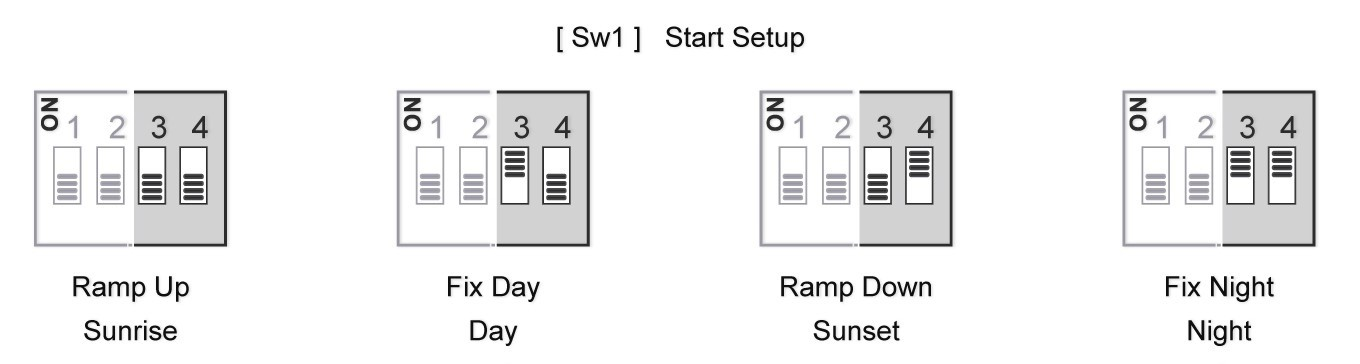 [ Sw1 ] Start Setup
ON 1 2 3 4
ON 1 2 3 4
ON 1 2 3 4
ON 1 2 3 4
Ramp Up
Sunrise
Fix Day
Day
Ramp Down
Sunset
Fix Night
Night